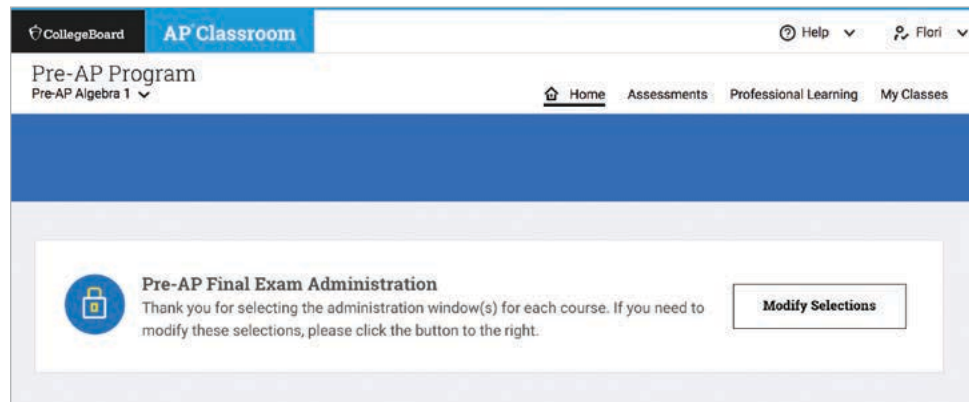 CollegeBoard
AP Classroom
Help
Flori
Pre-AP Program
Pre-AP Algebra 1
Home
Assessments
Professional Learning
My Classes
Pre-AP Final Exam Administration
Thank you for selecting the administration window(s) for each course. If you need to
modify these selections, please click the button to the right.
Modify Selections